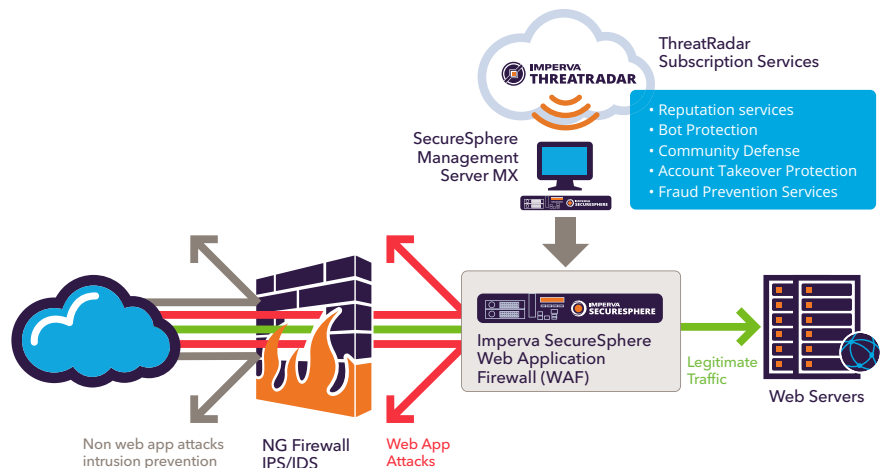 IMPERVA
THREATRADAR
ThreatRadar
Subscription Services
• Reputation services
• Bot Protection
• Community Defense
• Account Takeover Protection
• Fraud Prevention Services
SecureSphere
Management
Server MX
IMPERVA
SECURESPHERE
IMPERVA
SECURESPHERE
Imperva SecureSphere
Web Application
Firewall (WAF)
Legitimate
Traffic
Web Servers
Non web app attacks
intrusion prevention
NG Firewall
IPS/IDS
Web App
Attacks